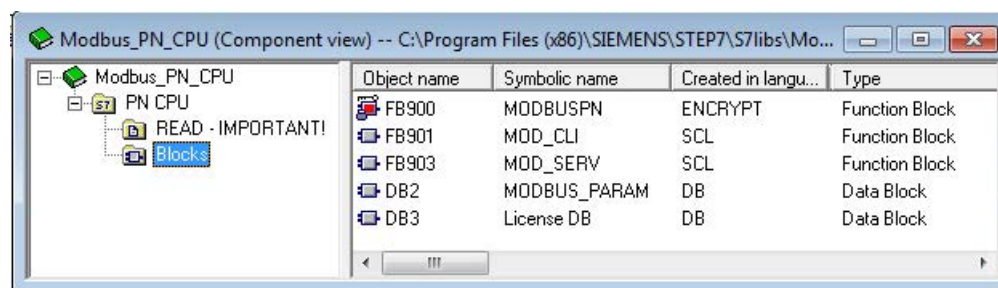 Modbus_PN_CPU (Component view) -- C:\Program Files (x86)\SIEMENS\STEP7\S7libs\Mo...
Modbus_PN_CPU
PN CPU
READ - IMPORTANT!
Blocks
Object name Symbolic name Created in langu... Type
FB900 MODBUSPN ENCRYPT Function Block
FB901 MOD_CLI SCL Function Block
FB903 MOD_SERV SCL Function Block
DB2 MODBUS_PARAM DB Data Block
DB3 License DB DB Data Block